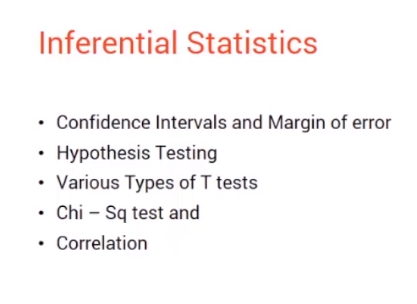 Inferential Statistics
• Confidence Intervals and Margin of error
• Hypothesis Testing
• Various Types of T tests
• Chi – Sq test and
• Correlation